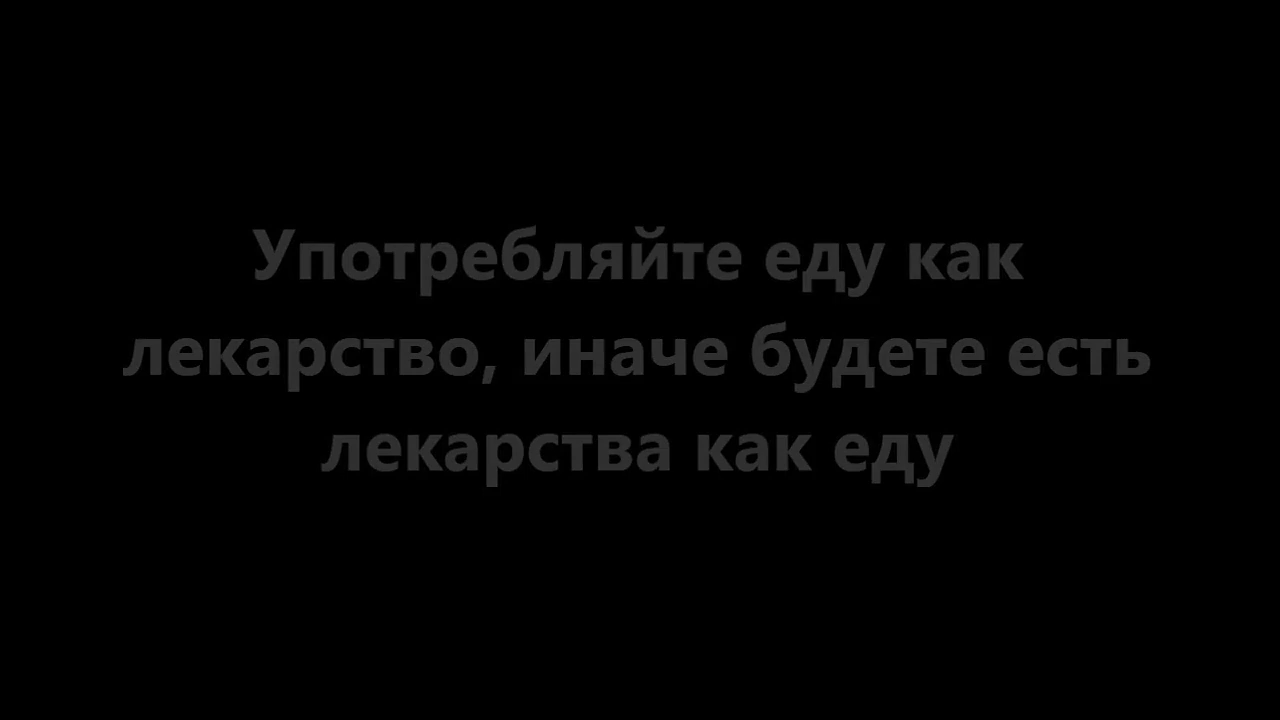 Употребляйте еду как
лекарство, иначе будете есть
лекарства как еду